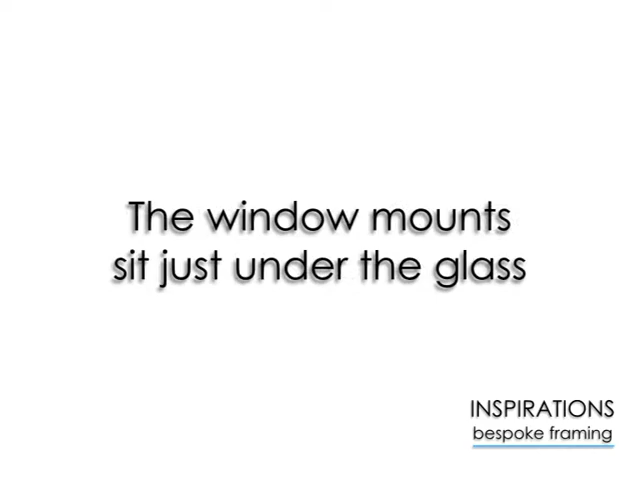 The window mounts
sit just under the glass
INSPIRATIONS
bespoke framing